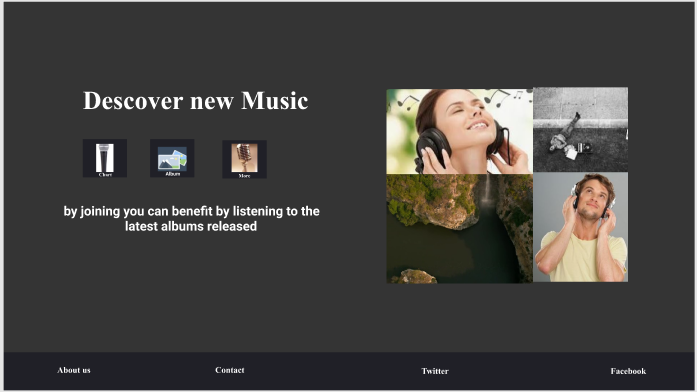 Descover new Music
Chare
Album
More
by joining you can benefit by listening to the
latest albums released
About us
Contact
Twitter
Facebook